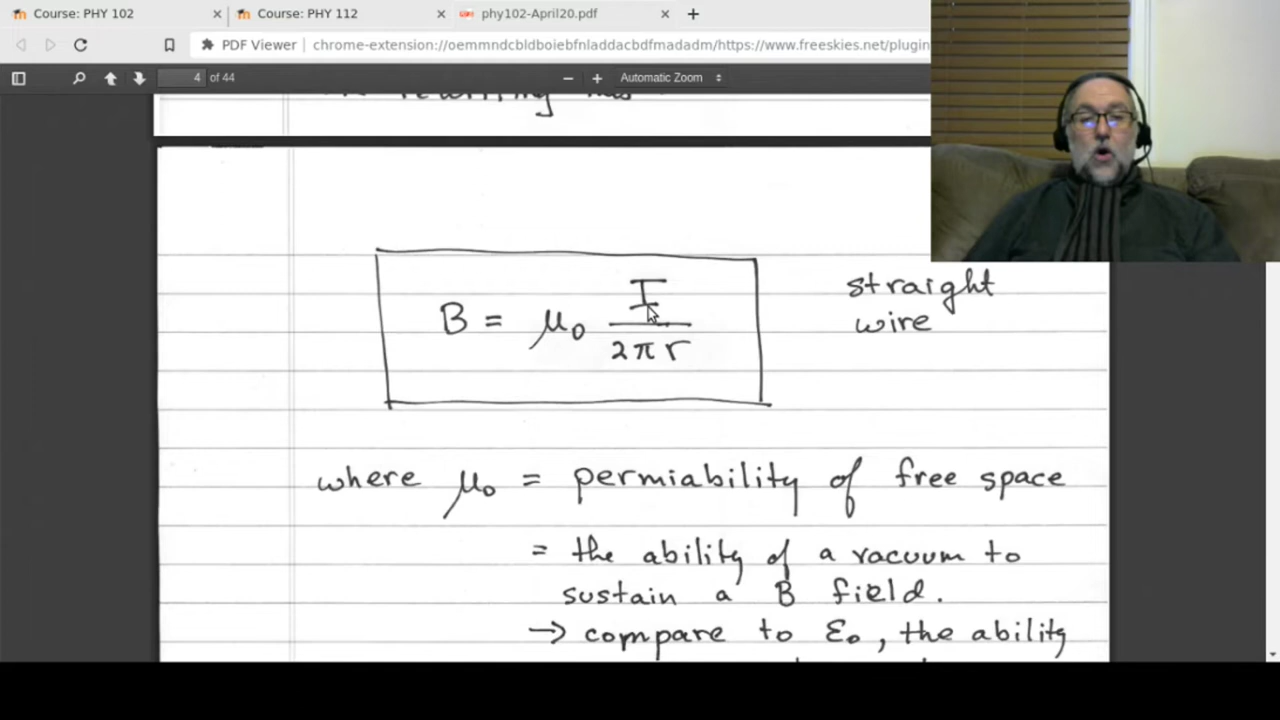 Course: PHY 102
Course: PHY 112
phy102-April20.pdf
PDF Viewer
chrome-extension://oemmndcbldboiebfnladdacbdfmadadm/https://www.freeskies.net/plugin
4 of 44
Automatic Zoom
rewriting this
B = μ₀ I / 2πr
straight
wire
where μ₀ = permiability of free space
= the ability of a vacuum to
sustain a B field.
→ compare to ε₀, the ability